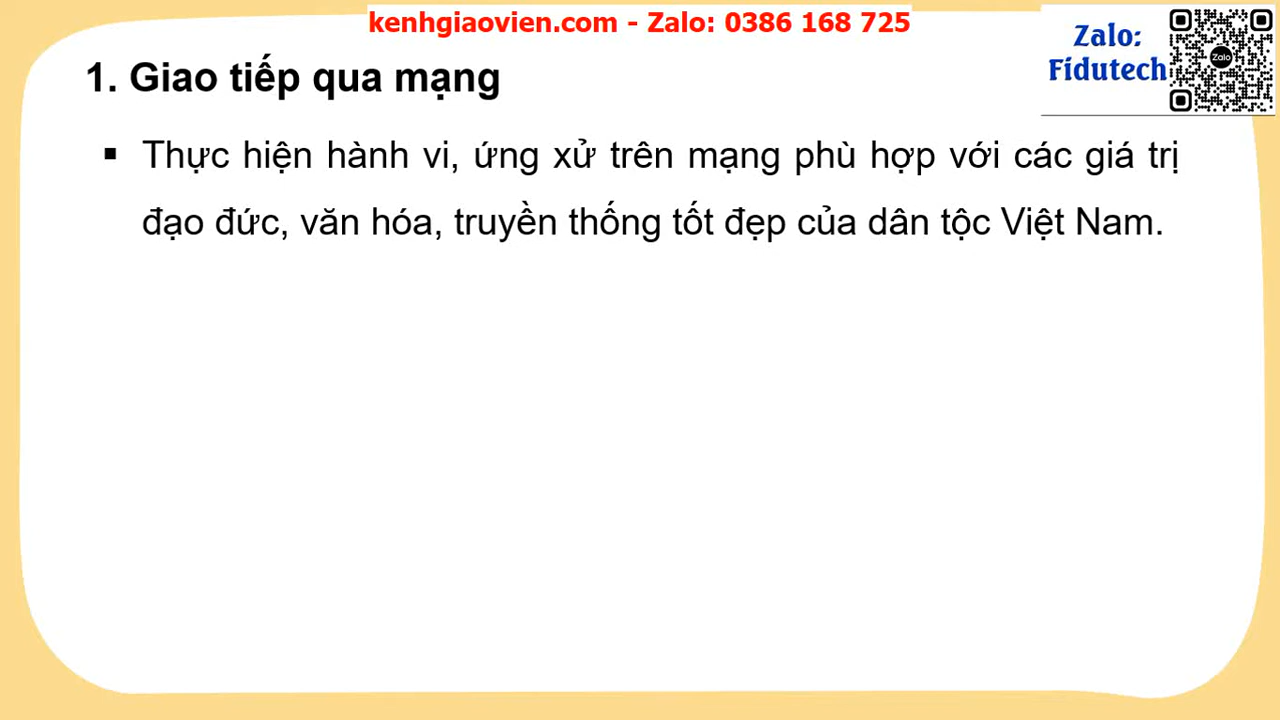 kenhgiaovien.com - Zalo: 0386 168 725
Zalo:
Fidutech
Zalo
1. Giao tiếp qua mạng
▪ Thực hiện hành vi, ứng xử trên mạng phù hợp với các giá trị
đạo đức, văn hóa, truyền thống tốt đẹp của dân tộc Việt Nam.